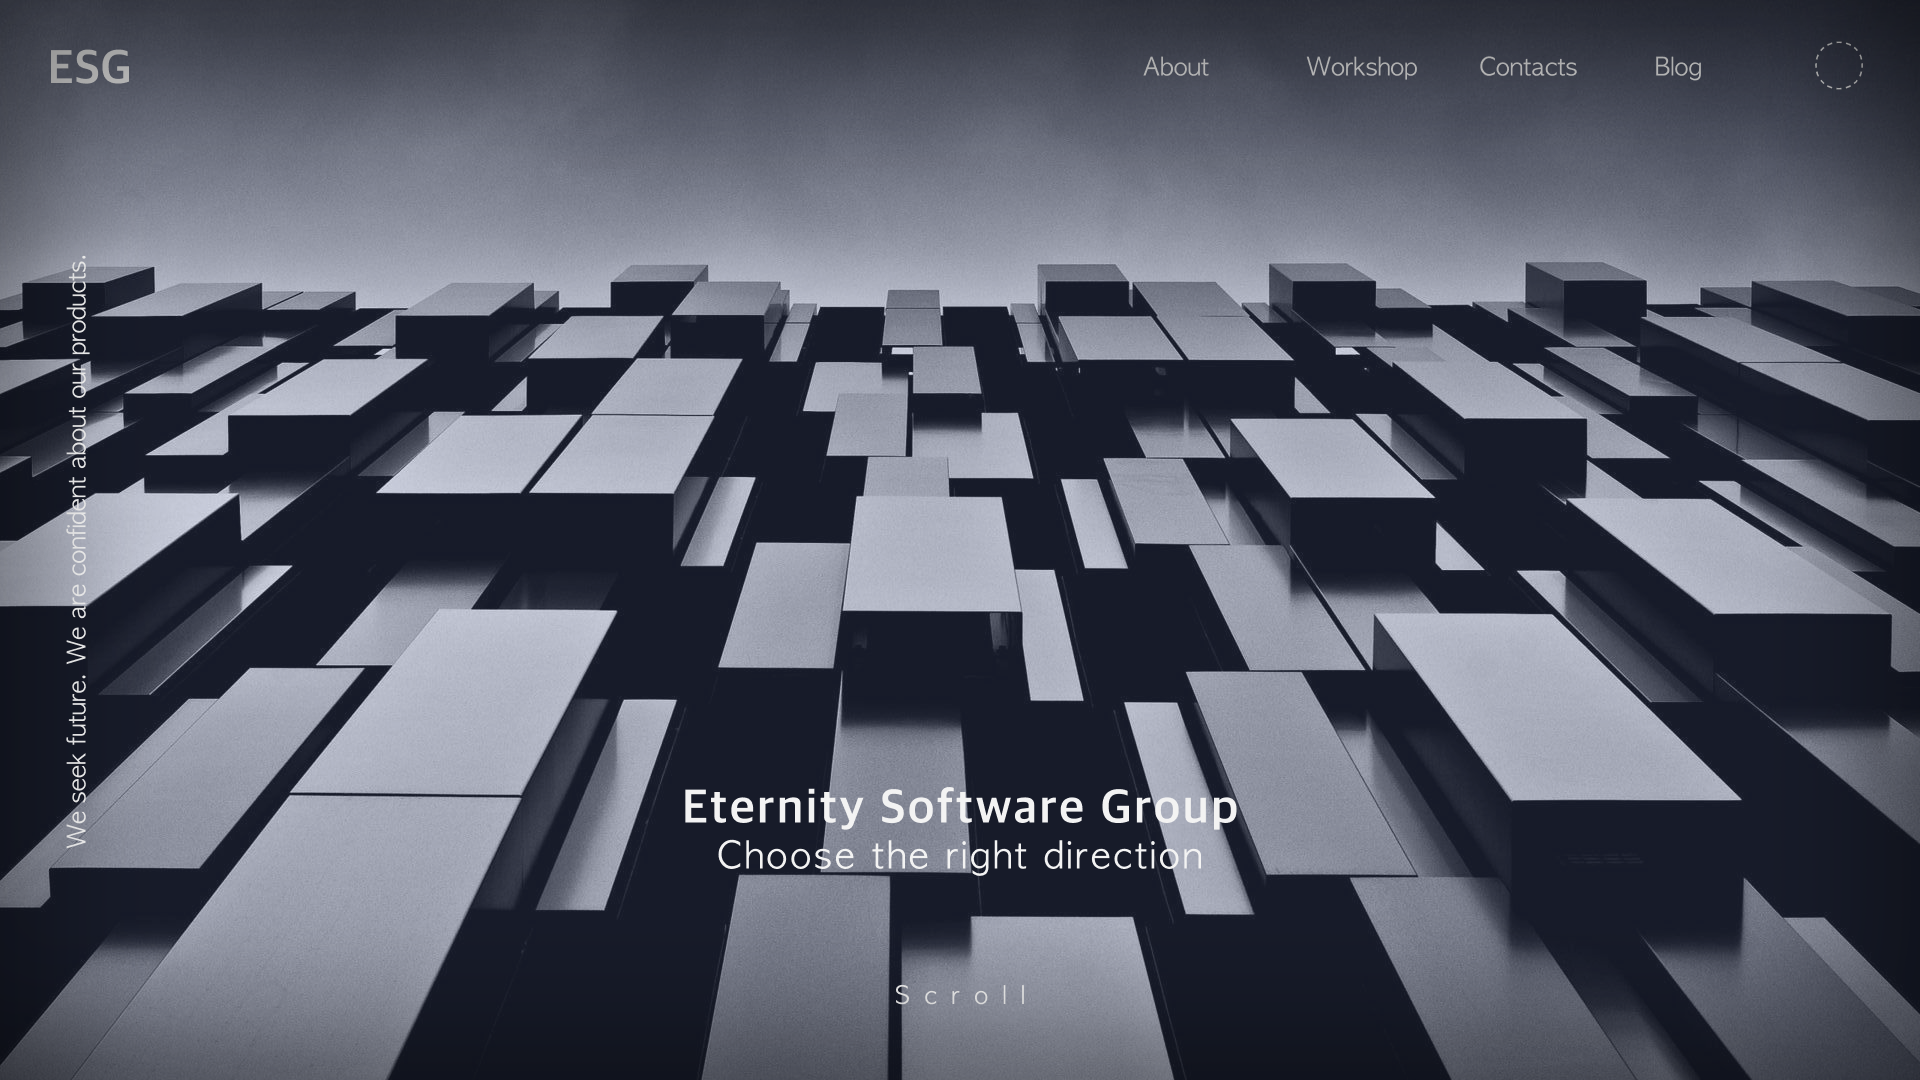 ESG
About
Workshop
Contacts
Blog
We seek future. We are confident about our products.
Eternity Software Group
Choose the right direction
Scroll